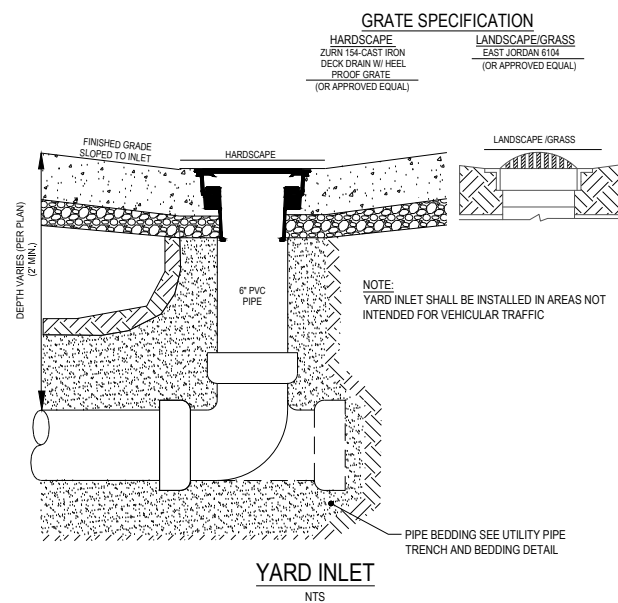 GRATE SPECIFICATION
HARDSCAPE
ZURN 154-CAST IRON
DECK DRAIN W/ HEEL
PROOF GRATE
(OR APPROVED EQUAL)
LANDSCAPE/GRASS
EAST JORDAN 6104
(OR APPROVED EQUAL)
FINISHED GRADE
SLOPED TO INLET
HARDSCAPE
LANDSCAPE /GRASS
DEPTH VARIES (PER PLAN)
(2' MIN.)
6" PVC
PIPE
NOTE:
YARD INLET SHALL BE INSTALLED IN AREAS NOT
INTENDED FOR VEHICULAR TRAFFIC
PIPE BEDDING SEE UTILITY PIPE
TRENCH AND BEDDING DETAIL
YARD INLET
NTS